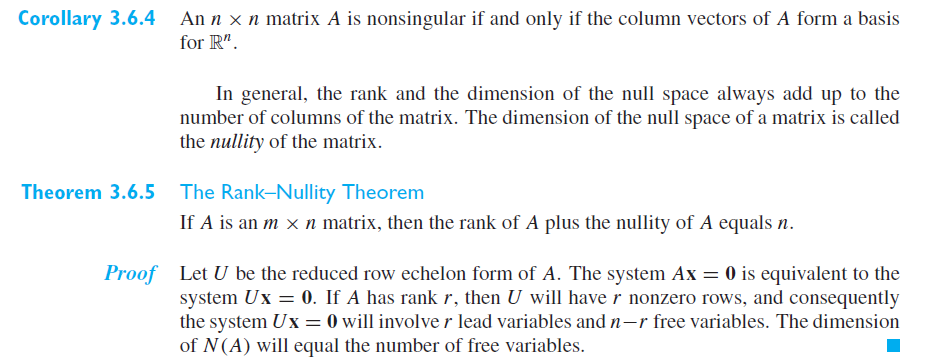 Corollary 3.6.4 An n × n matrix A is nonsingular if and only if the column vectors of A form a basis
for ℝⁿ.
In general, the rank and the dimension of the null space always add up to the
number of columns of the matrix. The dimension of the null space of a matrix is called
the nullity of the matrix.
Theorem 3.6.5 The Rank–Nullity Theorem
If A is an m × n matrix, then the rank of A plus the nullity of A equals n.
Proof Let U be the reduced row echelon form of A. The system Ax = 0 is equivalent to the
system Ux = 0. If A has rank r, then U will have r nonzero rows, and consequently
the system Ux = 0 will involve r lead variables and n−r free variables. The dimension
of N(A) will equal the number of free variables.